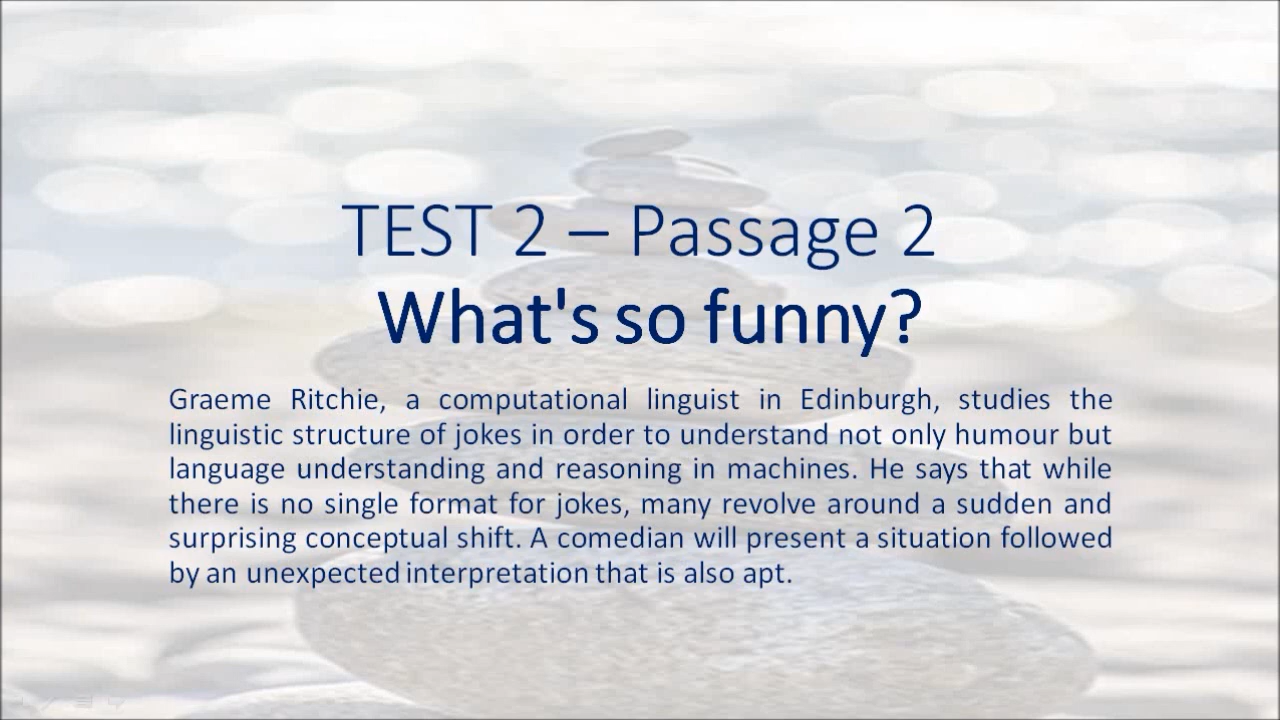 TEST 2 – Passage 2
What's so funny?
Graeme Ritchie, a computational linguist in Edinburgh, studies the
linguistic structure of jokes in order to understand not only humour but
language understanding and reasoning in machines. He says that while
there is no single format for jokes, many revolve around a sudden and
surprising conceptual shift. A comedian will present a situation followed
by an unexpected interpretation that is also apt.